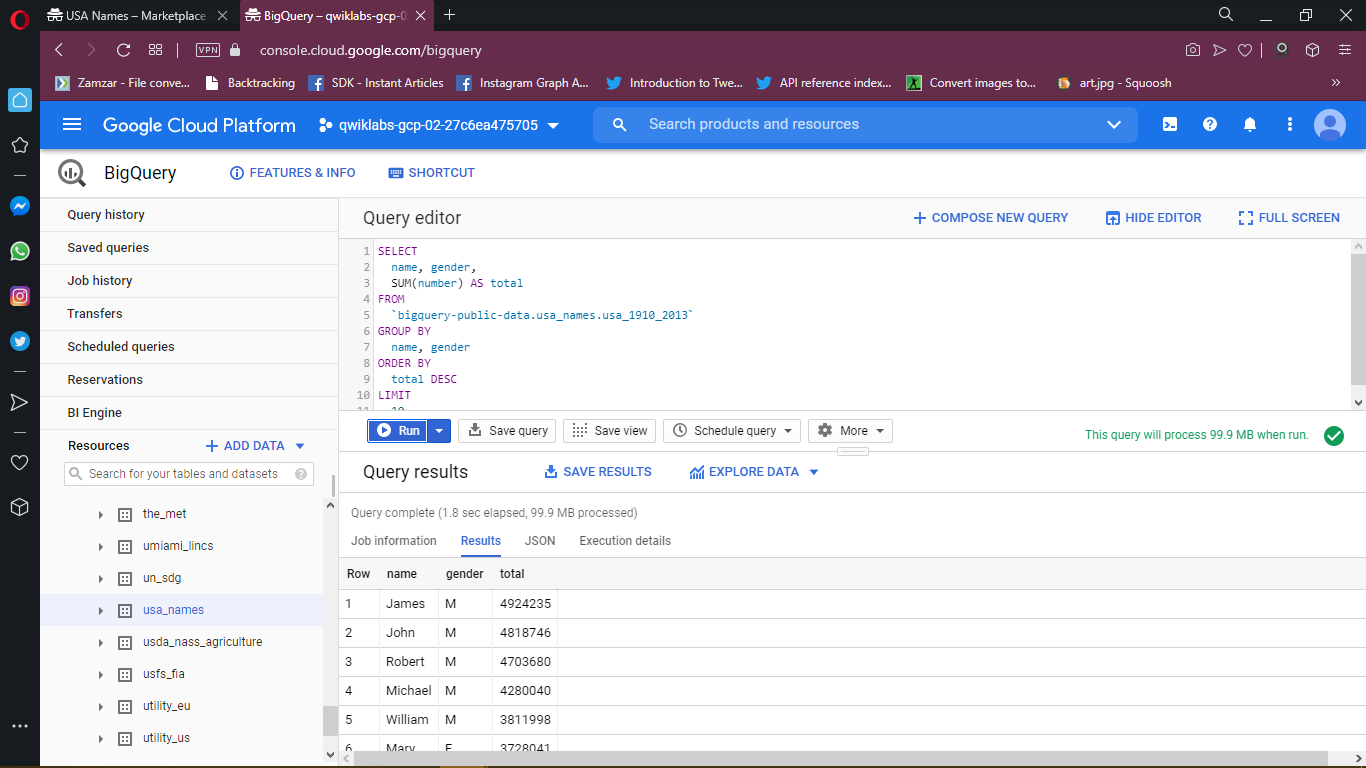 USA Names – Marketplace
BigQuery – qwiklabs-gcp-0
VPN
console.cloud.google.com/bigquery
Zamzar - File conve...
Backtracking
SDK - Instant Articles
Instagram Graph A...
Introduction to Twe...
API reference index...
Convert images to...
art.jpg - Squoosh
Google Cloud Platform
qwiklabs-gcp-02-27c6ea475705
Search products and resources
BigQuery
FEATURES & INFO
SHORTCUT
Query history
Saved queries
Job history
Transfers
Scheduled queries
Reservations
BI Engine
Resources
ADD DATA
Search for your tables and datasets
the_met
umiami_lincs
un_sdg
usa_names
usda_nass_agriculture
usfs_fia
utility_eu
utility_us
Query editor
COMPOSE NEW QUERY
HIDE EDITOR
FULL SCREEN
1 SELECT
2 name, gender,
3 SUM(number) AS total
4 FROM
5 `bigquery-public-data.usa_names.usa_1910_2013`
6 GROUP BY
7 name, gender
8 ORDER BY
9 total DESC
10 LIMIT
11 10
Run
Save query
Save view
Schedule query
More
This query will process 99.9 MB when run.
Query results
SAVE RESULTS
EXPLORE DATA
Query complete (1.8 sec elapsed, 99.9 MB processed)
Job information
Results
JSON
Execution details
Row name gender total
1 James M 4924235
2 John M 4818746
3 Robert M 4703680
4 Michael M 4280040
5 William M 3811998
6 Mary F 3728041